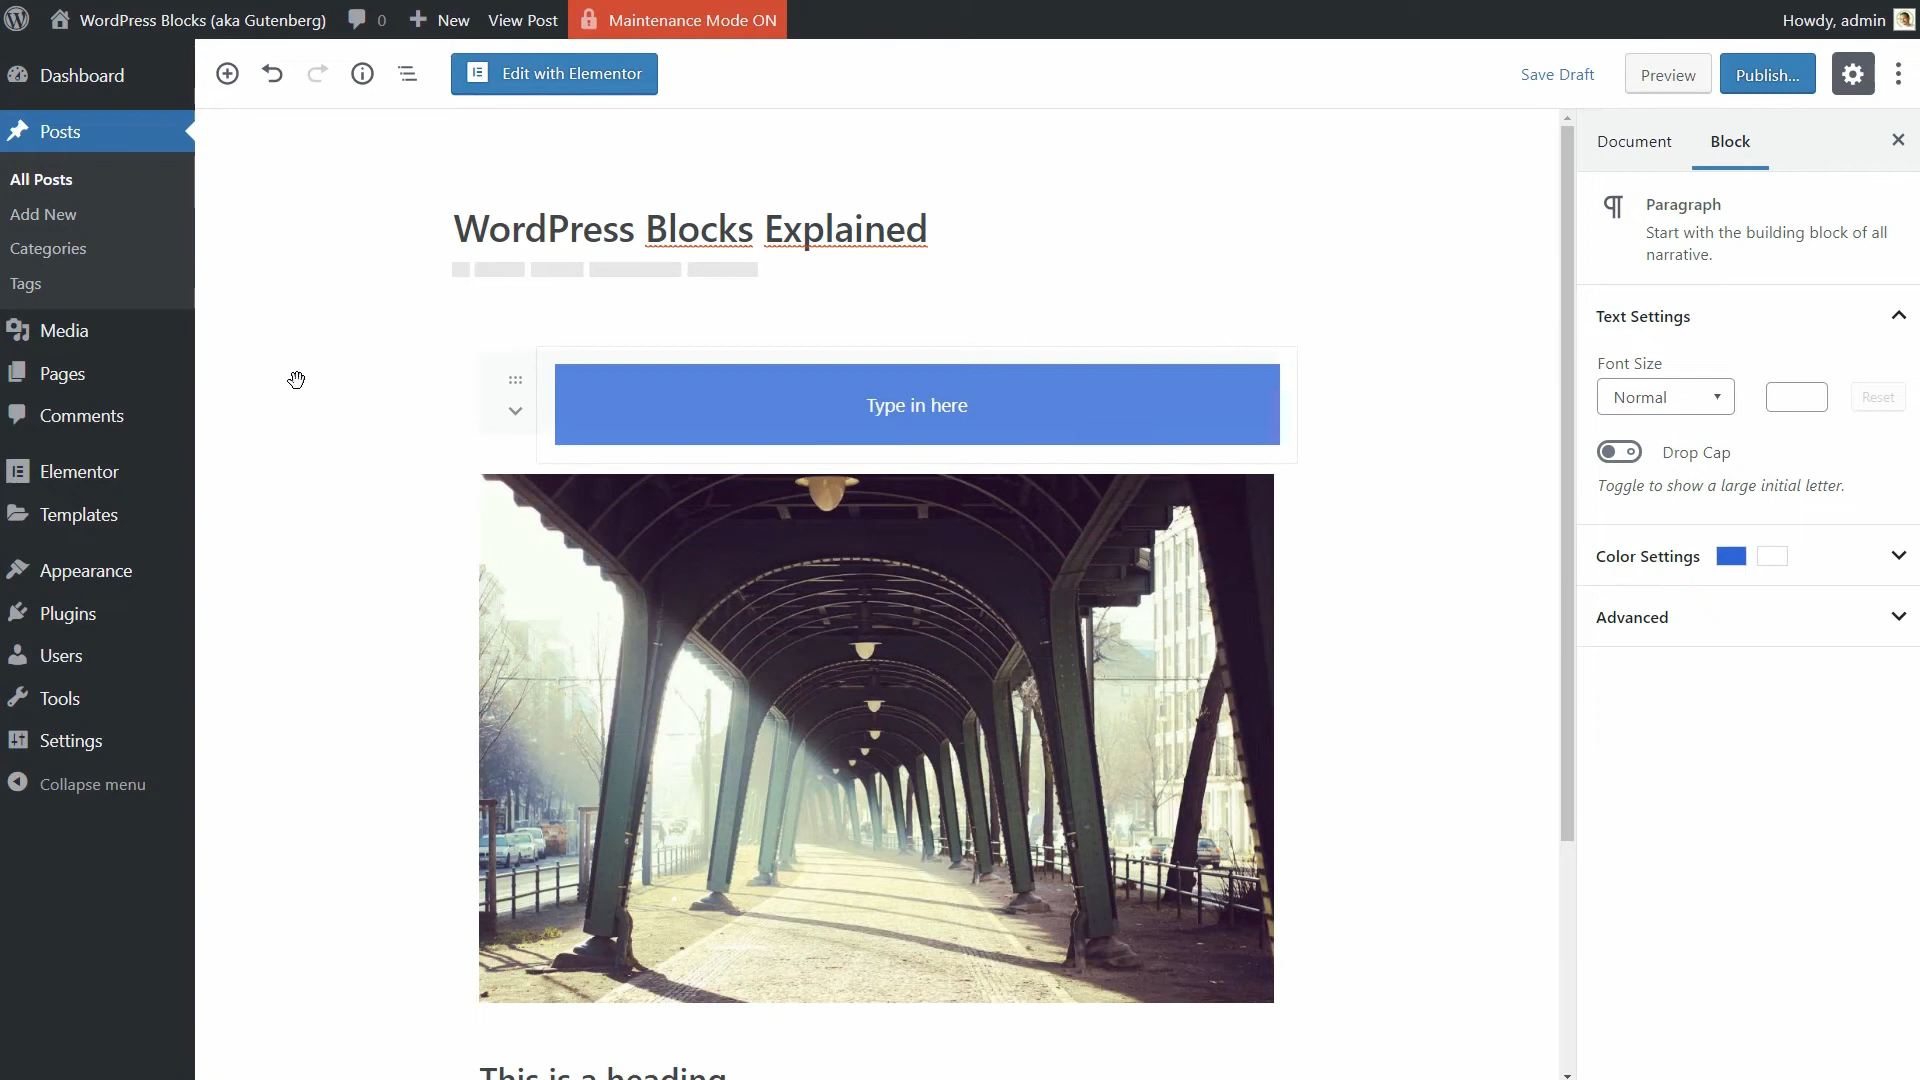 WordPress Blocks (aka Gutenberg) 0 New View Post Maintenance Mode ON Howdy, admin
Dashboard
Posts
All Posts
Add New
Categories
Tags
Media
Pages
Comments
Elementor
Templates
Appearance
Plugins
Users
Tools
Settings
Collapse menu
Edit with Elementor
Save Draft Preview Publish...
WordPress Blocks Explained
Type in here
This is a heading
Document Block
Paragraph
Start with the building block of all
narrative.
Text Settings
Font Size
Normal Reset
Drop Cap
Toggle to show a large initial letter.
Color Settings
Advanced